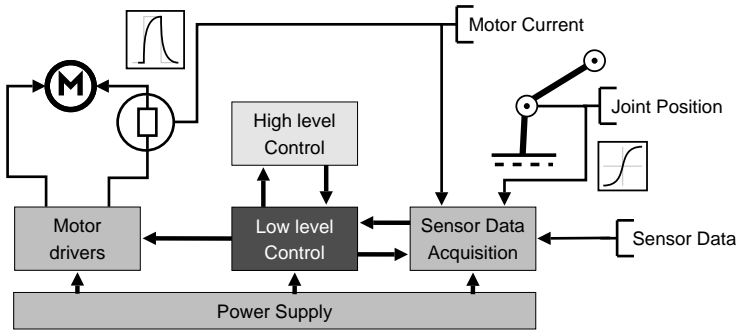 Motor Current
M
Joint Position
High level
Control
Motor
drivers
Low level
Control
Sensor Data
Acquisition
Sensor Data
Power Supply